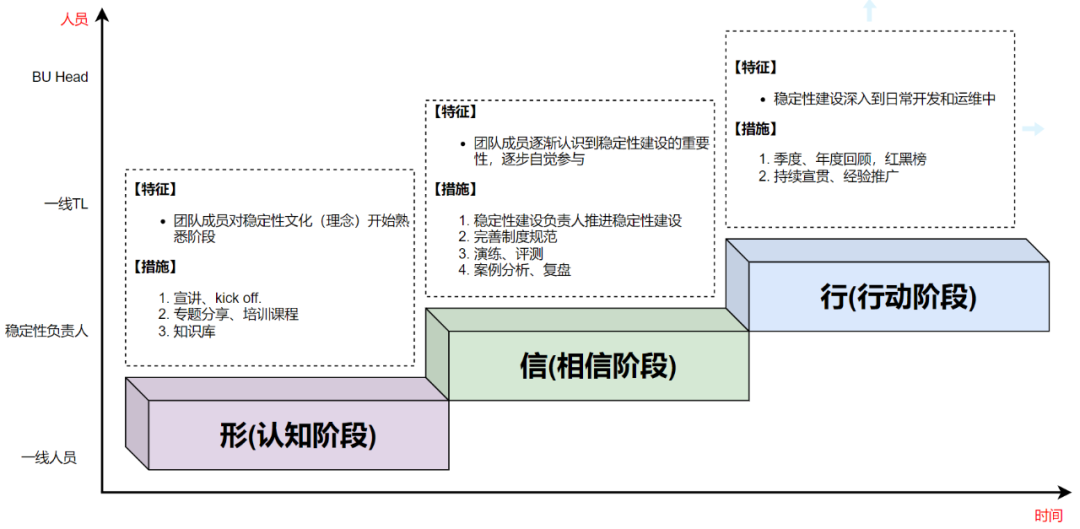 人员
BU Head
一线TL
稳定性负责人
一线人员
【特征】
• 团队成员对稳定性文化（理念）开始熟
悉阶段
【措施】
1. 宣讲、kick off.
2. 专题分享、培训课程
3. 知识库
形(认知阶段)
【特征】
• 团队成员逐渐认识到稳定性建设的重要
性，逐步自觉参与
【措施】
1. 稳定性建设负责人推进稳定性建设
2. 完善制度规范
3. 演练、评测
4. 案例分析、复盘
信(相信阶段)
【特征】
• 稳定性建设深入到日常开发和运维中
【措施】
1. 季度、年度回顾，红黑榜
2. 持续宣贯、经验推广
行(行动阶段)
时间